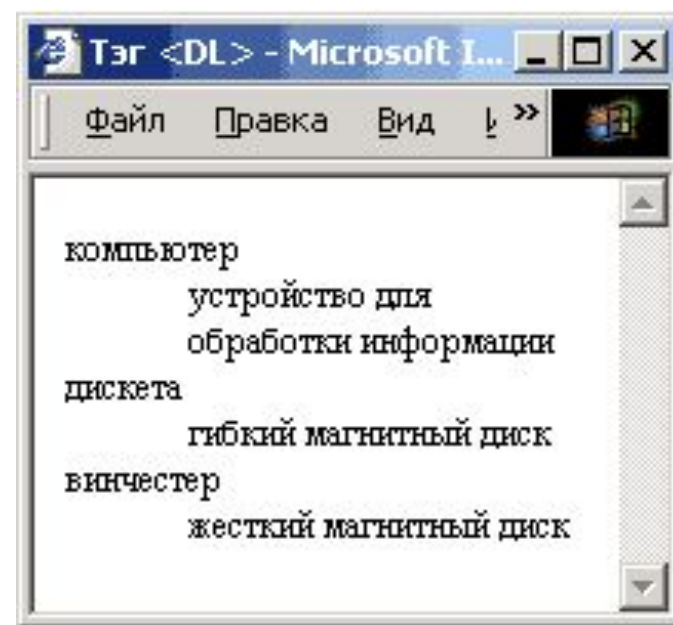 Тэг <DL> - Microsoft I...
Файл Правка Вид »
компьютер
устройство для
обработки информации
дискета
гибкий магнитный диск
винчестер
жесткий магнитный диск